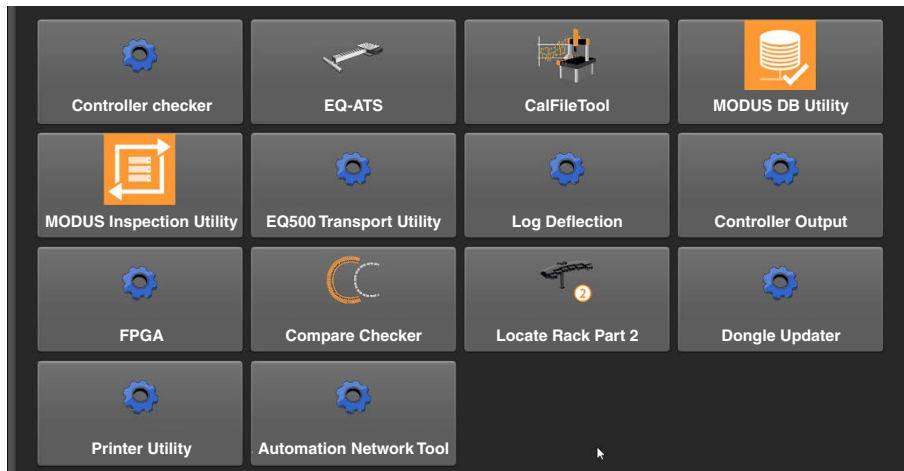 Controller checker
EQ-ATS
CalFileTool
MODUS DB Utility
MODUS Inspection Utility
EQ500 Transport Utility
Log Deflection
Controller Output
FPGA
Compare Checker
2
Locate Rack Part 2
Dongle Updater
Printer Utility
Automation Network Tool